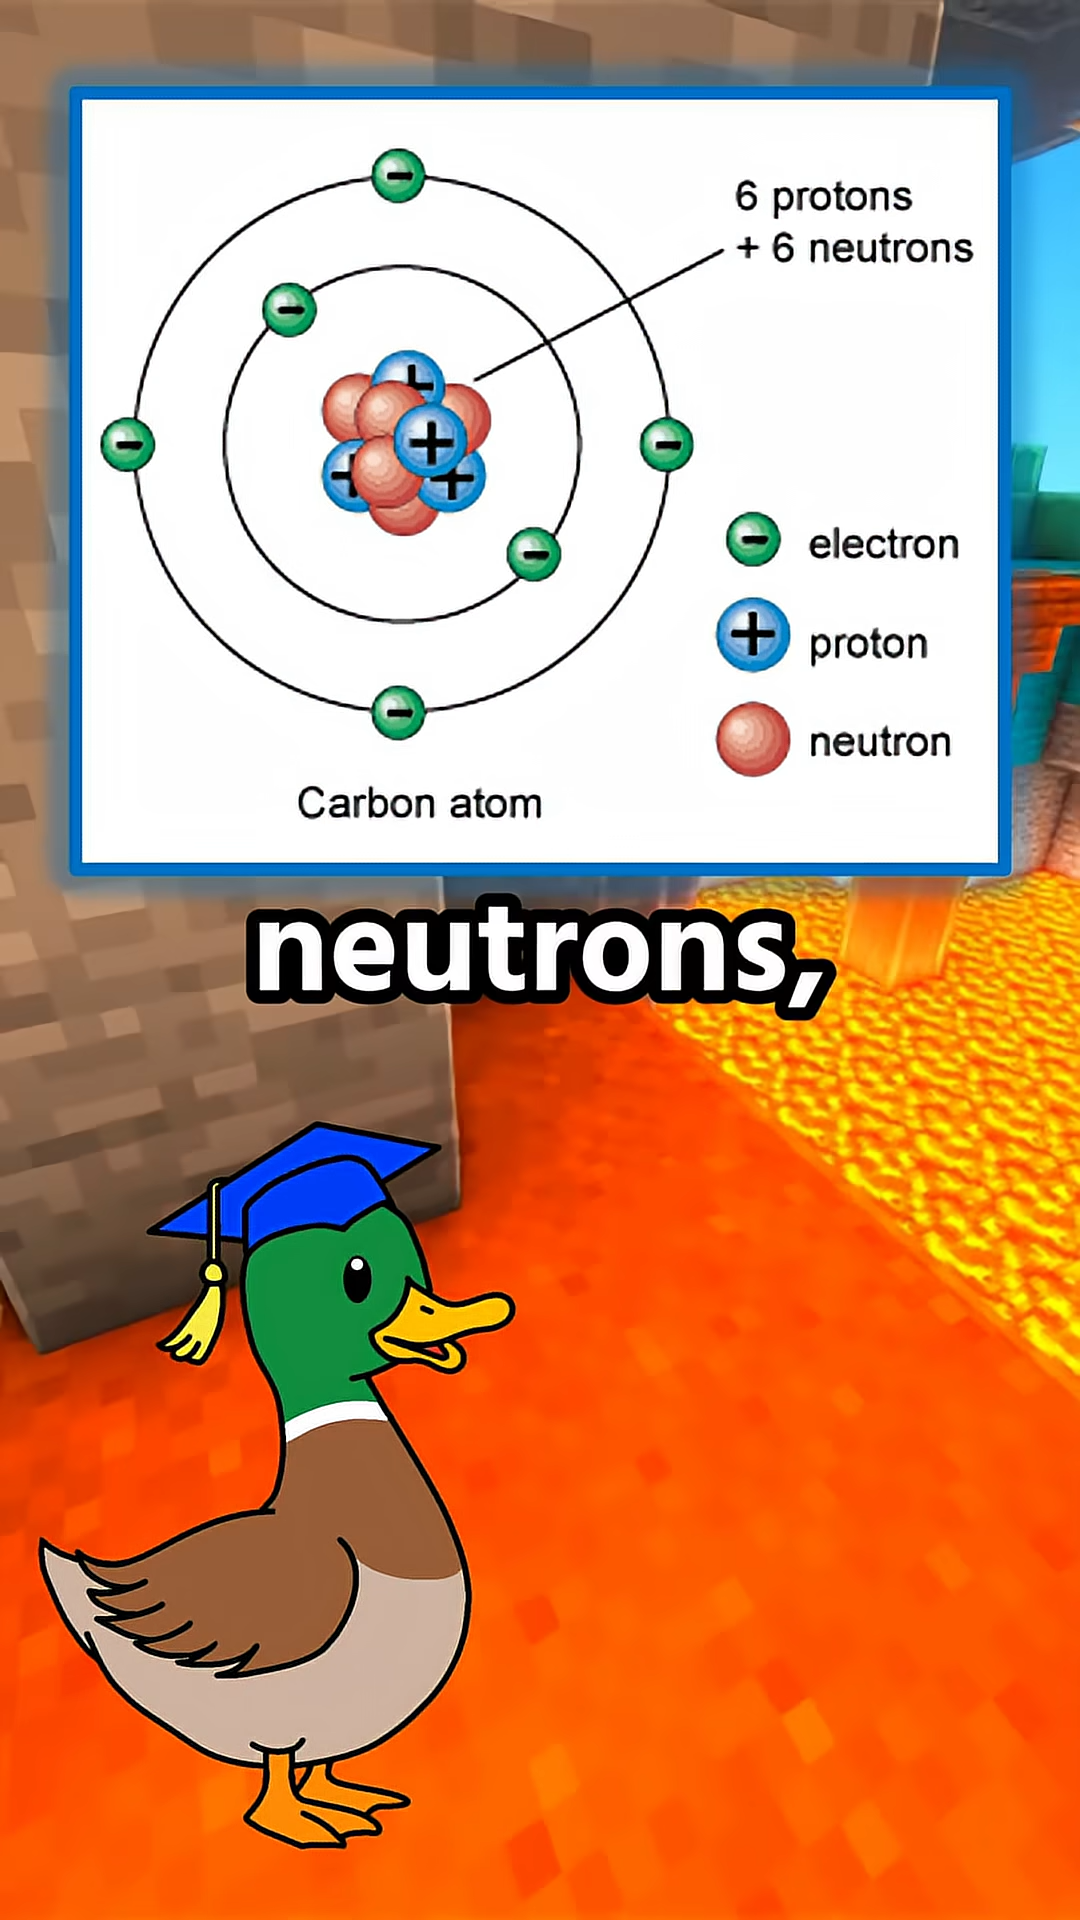 6 protons
+ 6 neutrons
electron
proton
neutron
Carbon atom
neutrons,